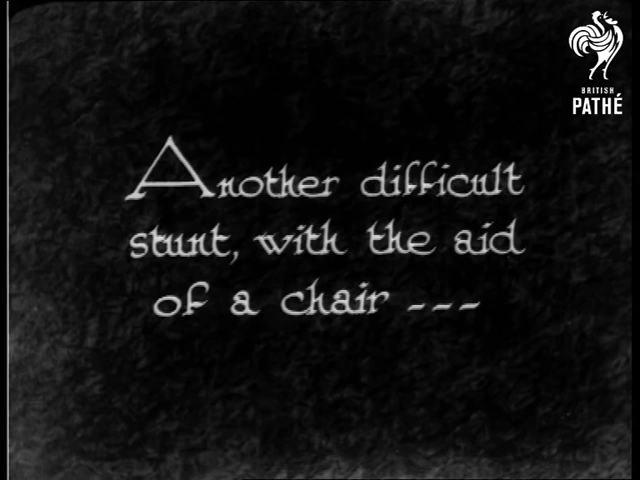 BRITISH
PATHÉ
Another difficult
stunt, with the aid
of a chair ---